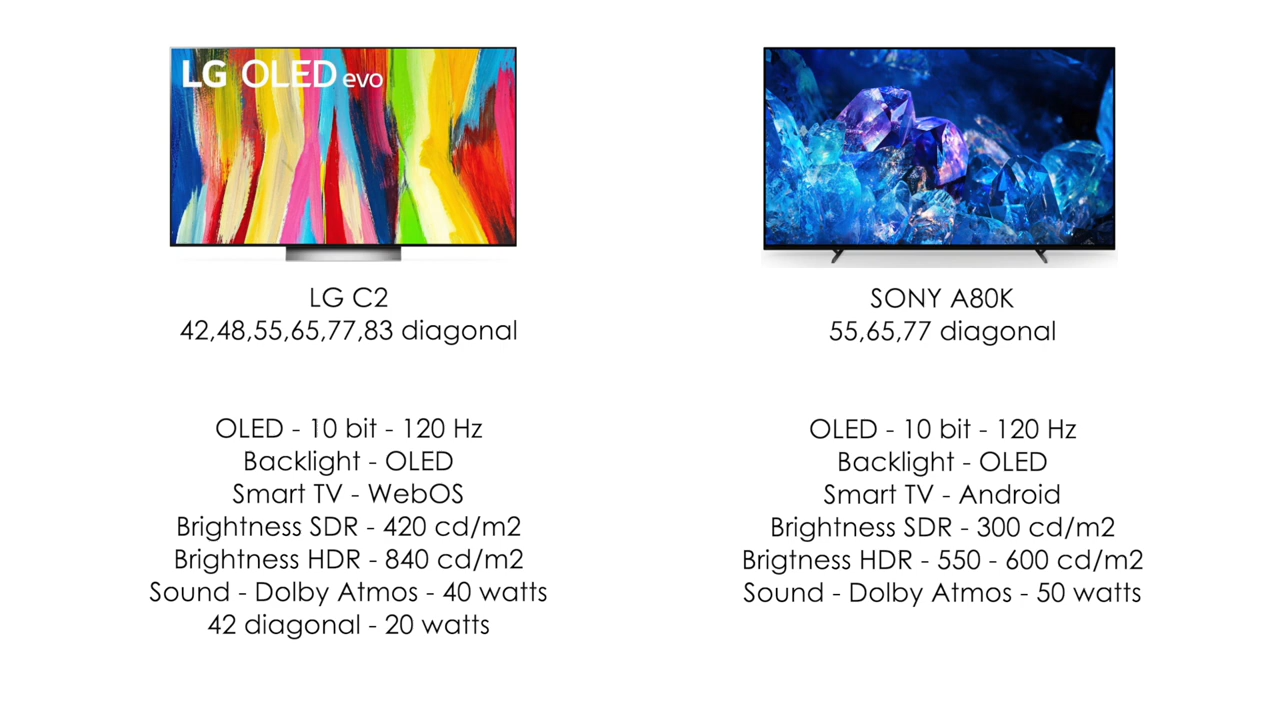 LG OLED evo
LG C2
42,48,55,65,77,83 diagonal
OLED - 10 bit - 120 Hz
Backlight - OLED
Smart TV - WebOS
Brightness SDR - 420 cd/m2
Brightness HDR - 840 cd/m2
Sound - Dolby Atmos - 40 watts
42 diagonal - 20 watts
SONY A80K
55,65,77 diagonal
OLED - 10 bit - 120 Hz
Backlight - OLED
Smart TV - Android
Brightness SDR - 300 cd/m2
Brigtness HDR - 550 - 600 cd/m2
Sound - Dolby Atmos - 50 watts